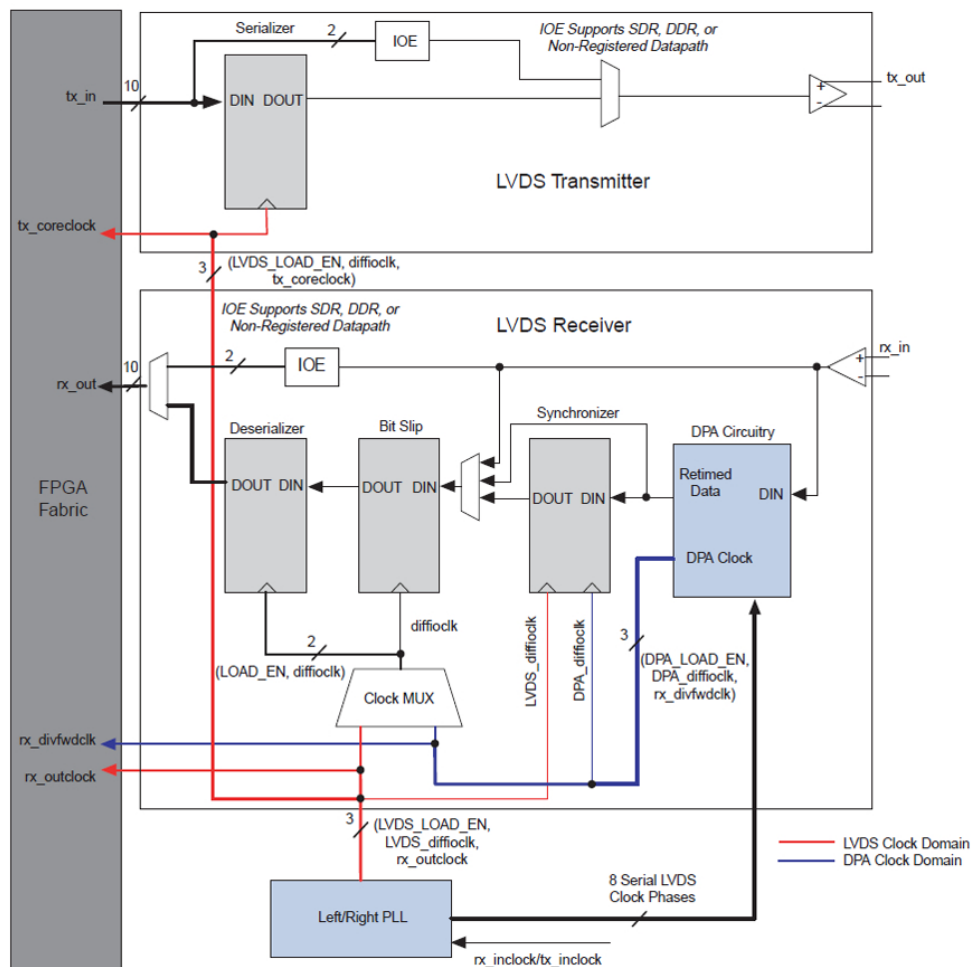 Serializer
2
IOE
IOE Supports SDR, DDR, or
Non-Registered Datapath
tx_in
10
DIN DOUT
+
-
tx_out
LVDS Transmitter
tx_coreclock
3
(LVDS_LOAD_EN, diffioclk,
tx_coreclock)
IOE Supports SDR, DDR, or
Non-Registered Datapath
LVDS Receiver
rx_out
10
2
IOE
+
-
rx_in
Deserializer
Bit Slip
Synchronizer
DPA Circuitry
FPGA
Fabric
DOUT DIN
DOUT DIN
DOUT DIN
Retimed
Data
DIN
DPA Clock
2
(LOAD_EN, diffioclk)
diffioclk
LVDS_diffioclk
DPA_diffioclk
3
(DPA_LOAD_EN,
DPA_diffioclk,
rx_divfwdclk)
Clock MUX
rx_divfwdclk
rx_outclock
3
(LVDS_LOAD_EN,
LVDS_diffioclk,
rx_outclock)
LVDS Clock Domain
DPA Clock Domain
8 Serial LVDS
Clock Phases
Left/Right PLL
rx_inclock/tx_inclock